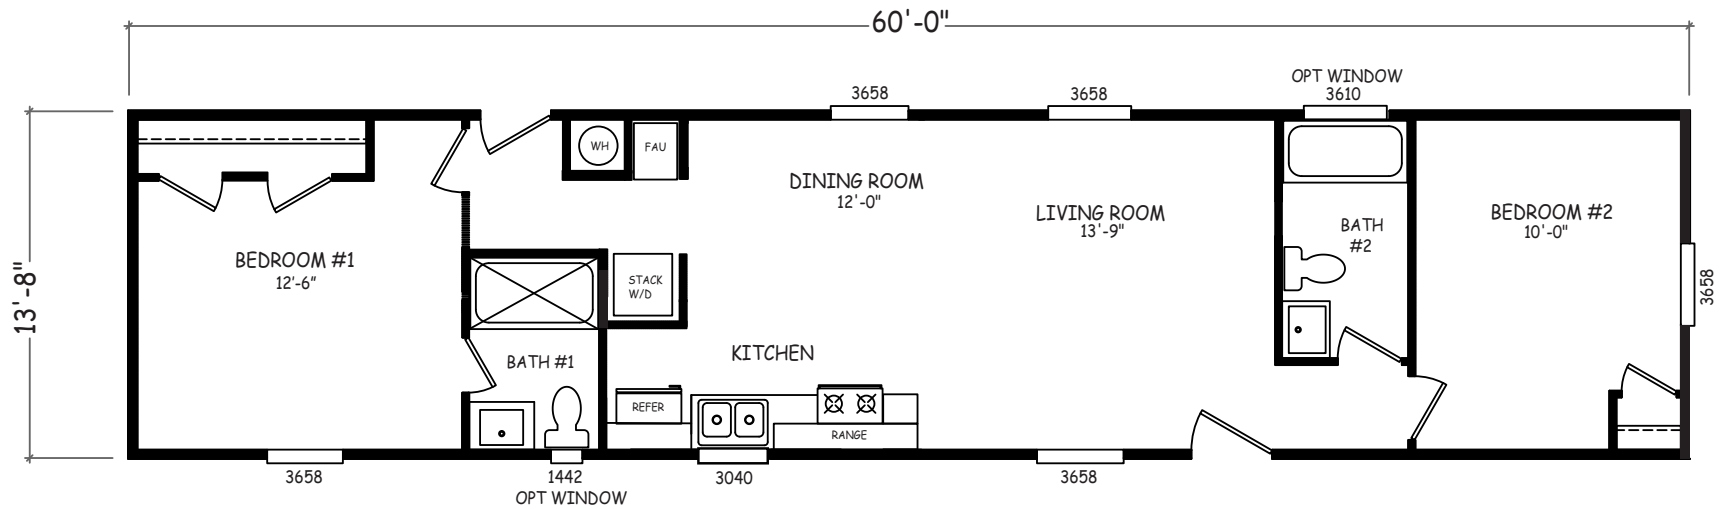 60'-0"
OPT WINDOW
3658
3658
3610
WH
FAU
DINING ROOM
12'-0"
LIVING ROOM
13'-9"
BATH
#2
BEDROOM #2
10'-0"
BEDROOM #1
12'-6"
STACK
W/D
13'-8"
3658
KITCHEN
BATH #1
REFER
RANGE
3658
1442
OPT WINDOW
3040
3658